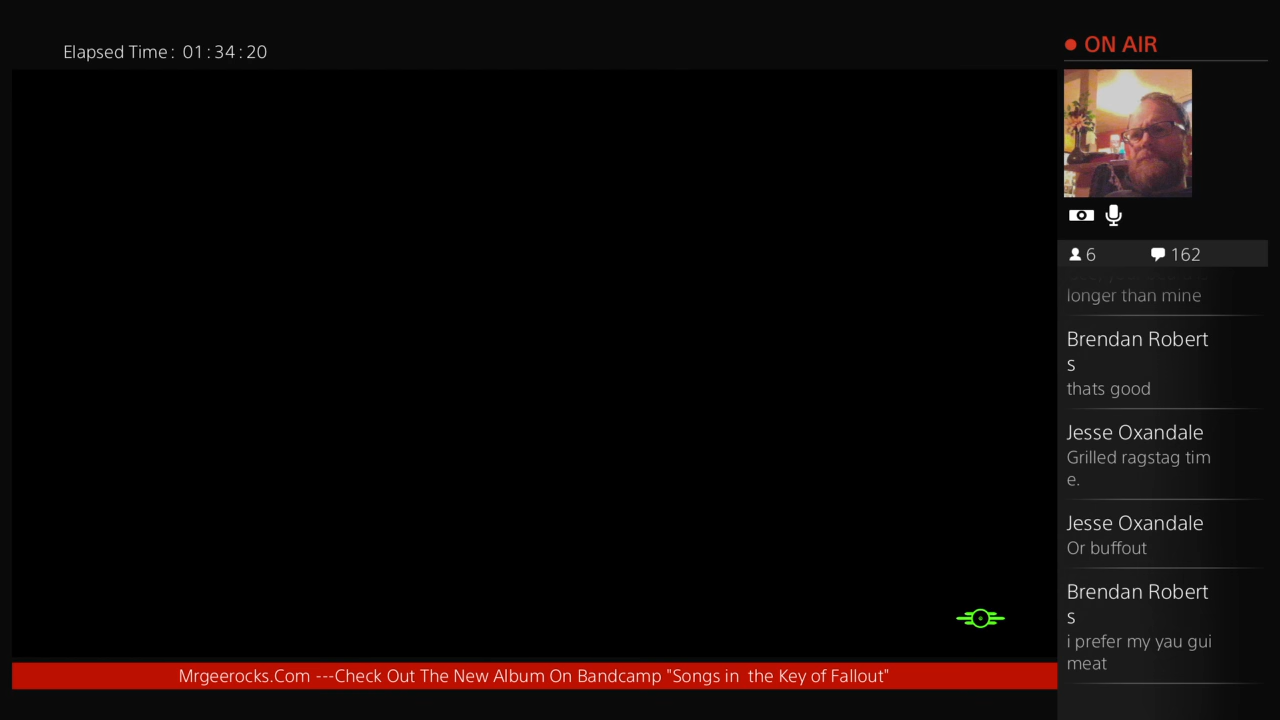 Elapsed Time: 01:34:20
ON AIR
6 162
longer than mine
Brendan Robert
s
thats good
Jesse Oxandale
Grilled ragstag tim
e.
Jesse Oxandale
Or buffout
Brendan Robert
s
i prefer my yau gui
meat
Mrgeerocks.Com ---Check Out The New Album On Bandcamp "Songs in the Key of Fallout"